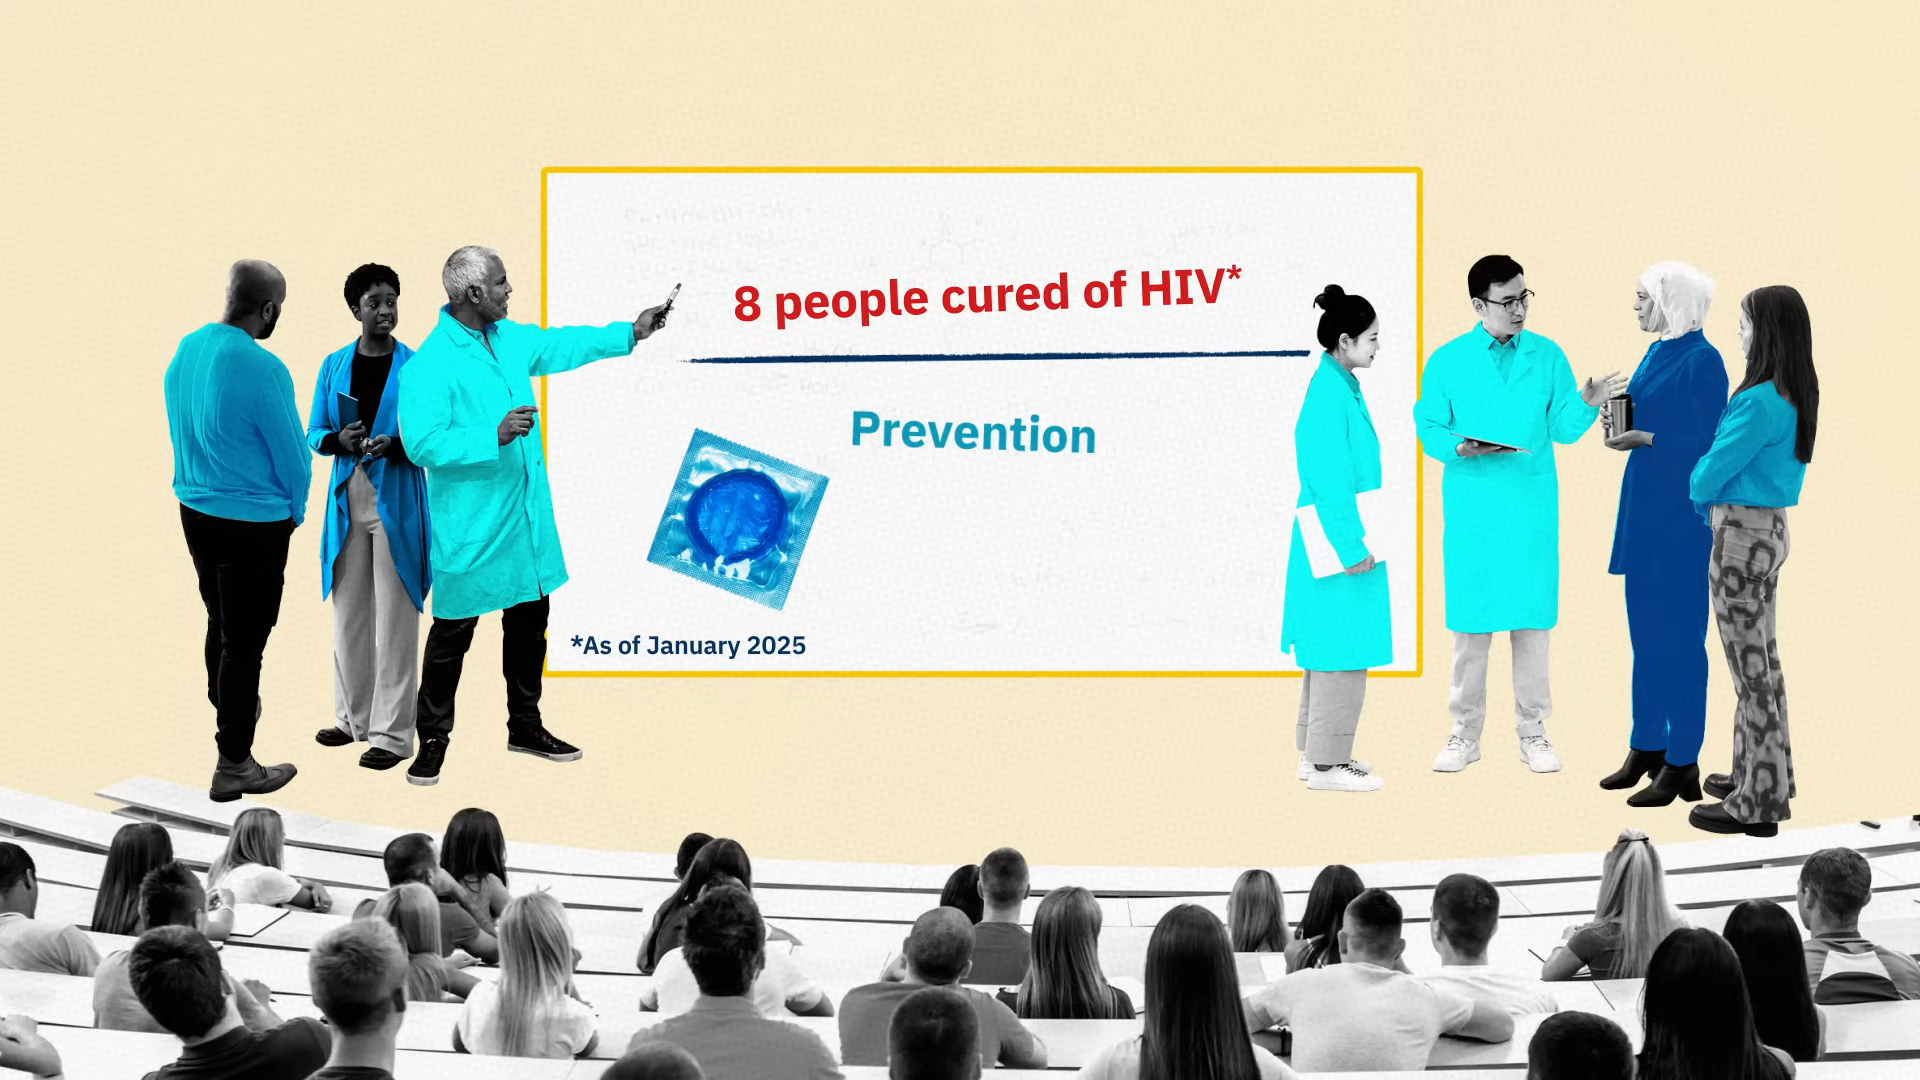 8 people cured of HIV*
Prevention
*As of January 2025